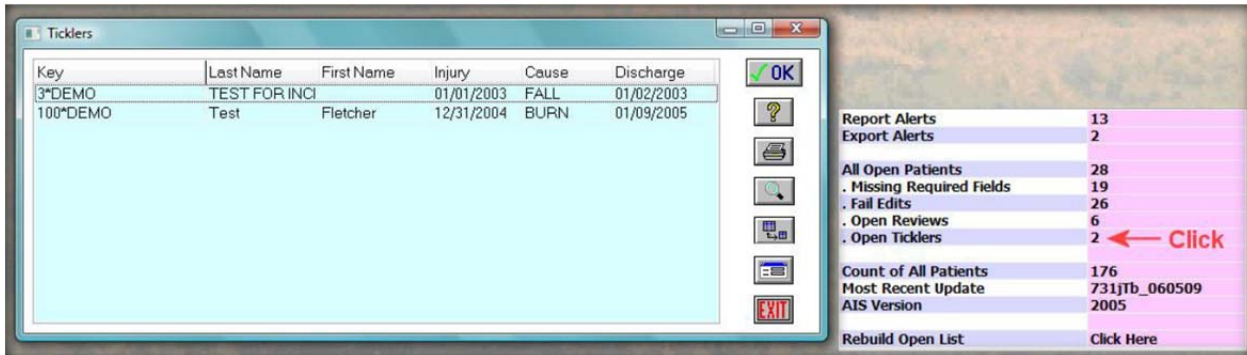 Ticklers
Key Last Name First Name Injury Cause Discharge
3*DEMO TEST FOR INCI 01/01/2003 FALL 01/02/2003
100*DEMO Test Fletcher 12/31/2004 BURN 01/09/2005
OK
?
EXIT
Report Alerts 13
Export Alerts 2
All Open Patients 28
. Missing Required Fields 19
. Fail Edits 26
. Open Reviews 6
. Open Ticklers 2 Click
Count of All Patients 176
Most Recent Update 731jTb_060509
AIS Version 2005
Rebuild Open List Click Here